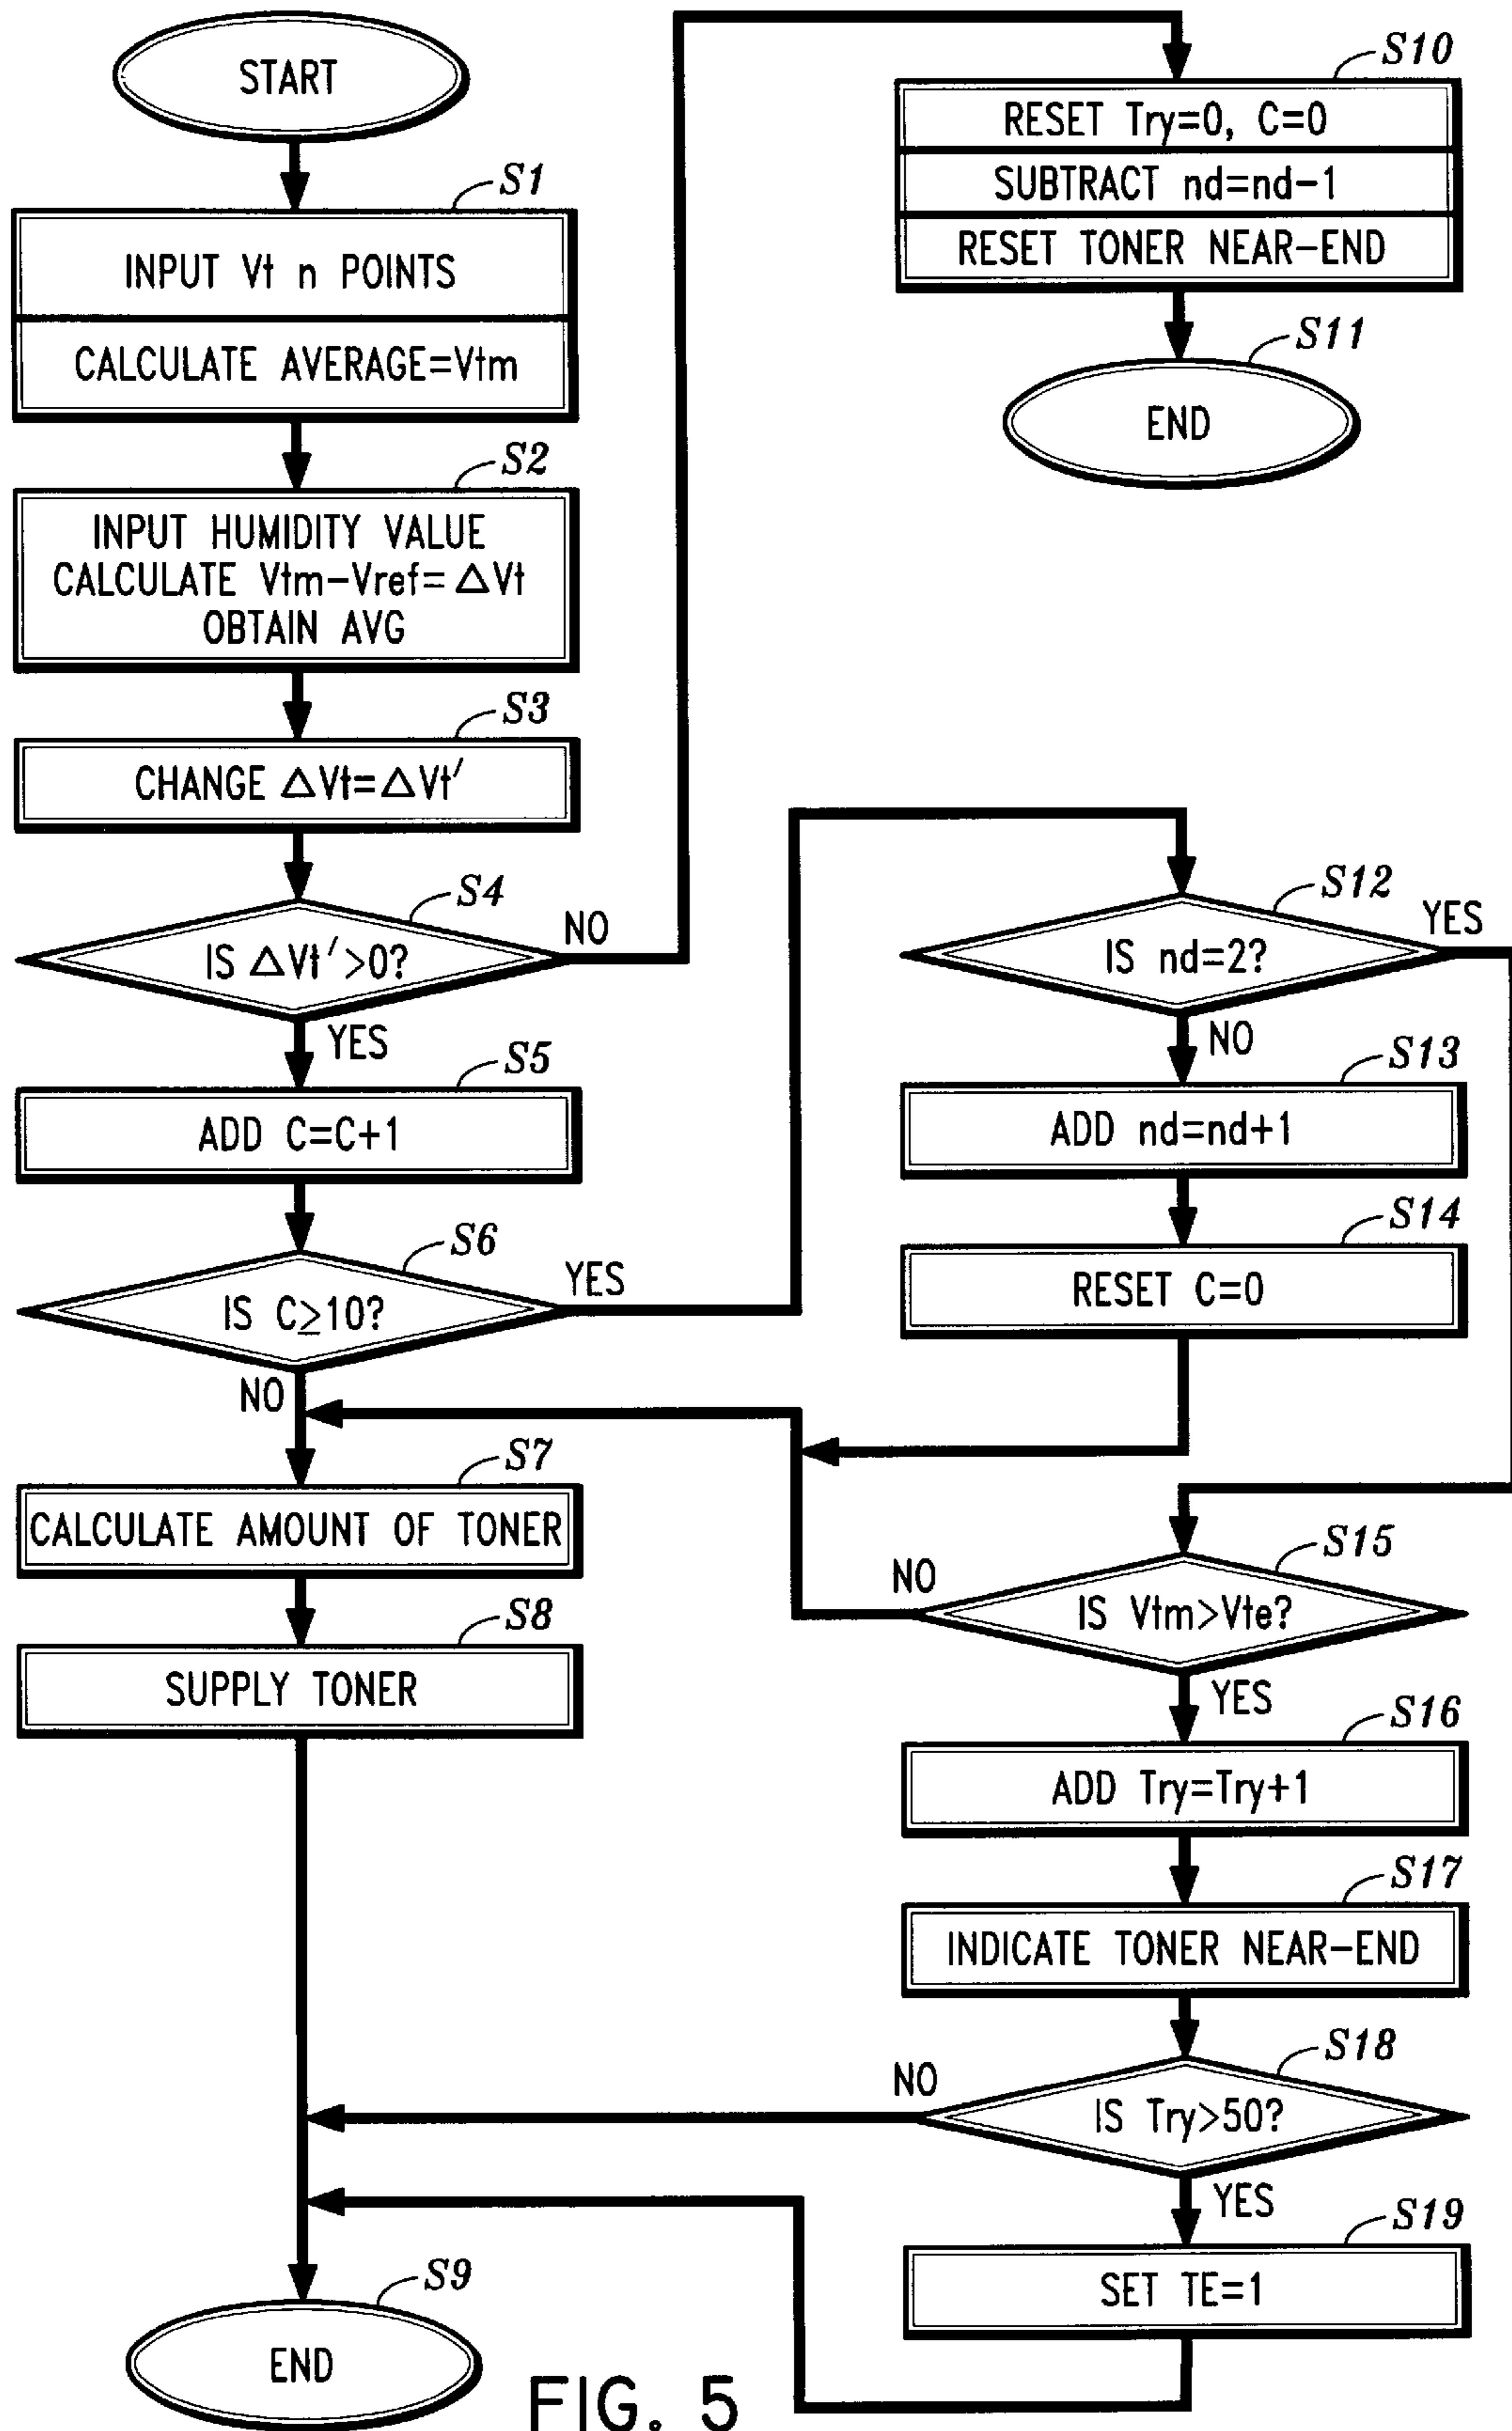 START
S1
INPUT Vt n POINTS
CALCULATE AVERAGE=Vtm
S2
INPUT HUMIDITY VALUE
CALCULATE Vtm-Vref=△Vt
OBTAIN AVG
S3
CHANGE △Vt=△Vt′
S4
IS △Vt′>0?
NO
YES
S5
ADD C=C+1
S6
IS C≥10?
YES
NO
S7
CALCULATE AMOUNT OF TONER
S8
SUPPLY TONER
S9
END
S10
RESET Try=0, C=0
SUBTRACT nd=nd-1
RESET TONER NEAR-END
S11
END
S12
IS nd=2?
YES
NO
S13
ADD nd=nd+1
S14
RESET C=0
S15
IS Vtm>Vte?
NO
YES
S16
ADD Try=Try+1
S17
INDICATE TONER NEAR-END
S18
IS Try>50?
NO
YES
S19
SET TE=1
FIG. 5